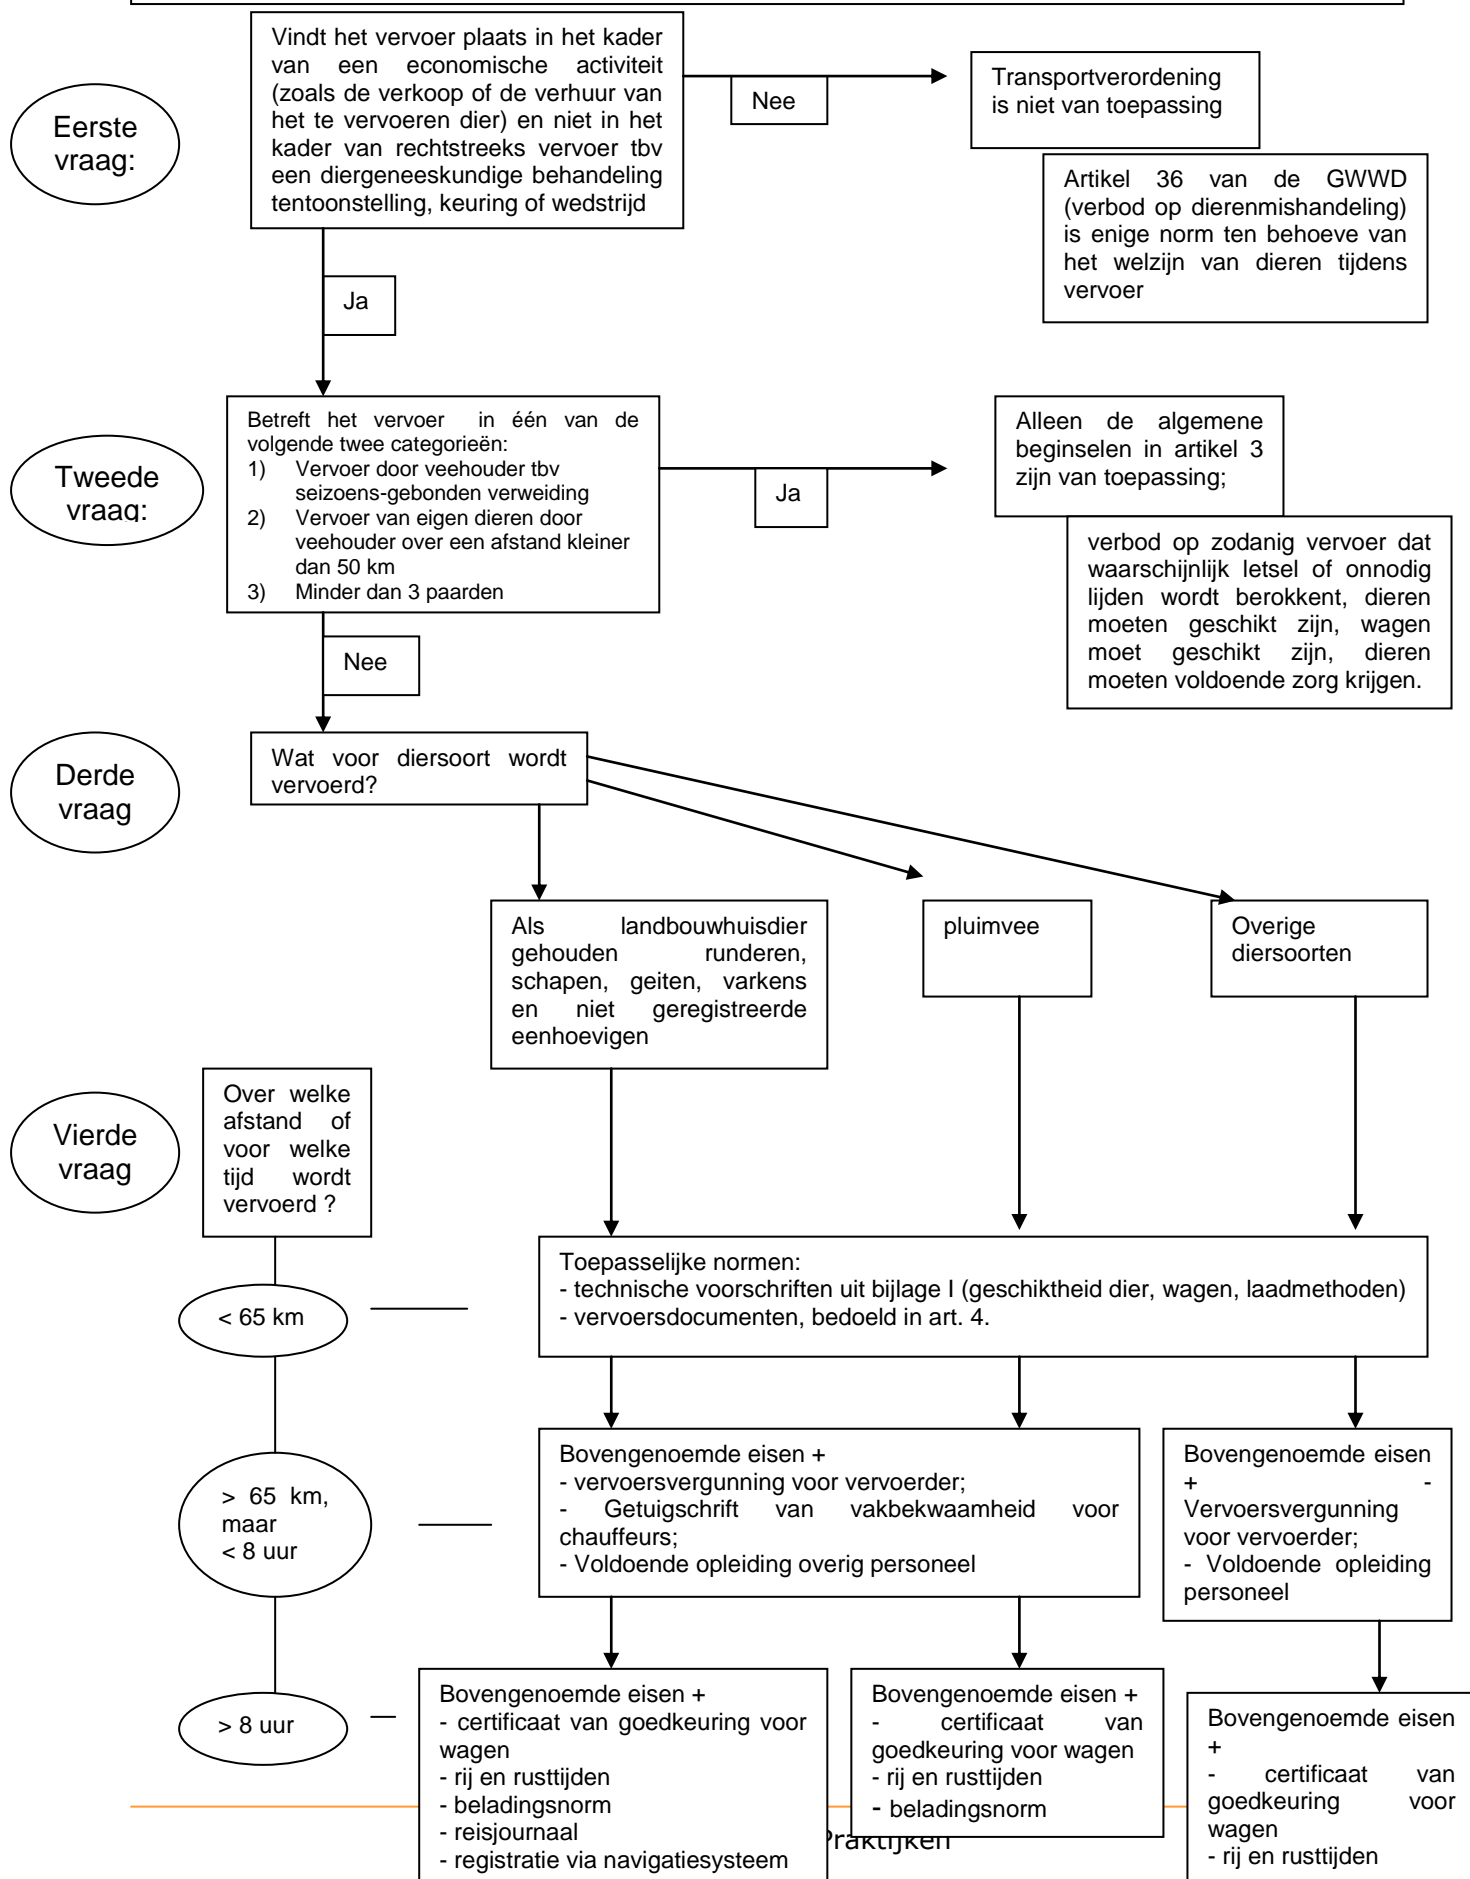 Eerste
vraag:
Vindt het vervoer plaats in het kader
van een economische activiteit
(zoals de verkoop of de verhuur van
het te vervoeren dier) en niet in het
kader van rechtstreeks vervoer tbv
een diergeneeskundige behandeling
tentoonstelling, keuring of wedstrijd
Nee
Transportverordening
is niet van toepassing
Artikel 36 van de GWWD
(verbod op dierenmishandeling)
is enige norm ten behoeve van
het welzijn van dieren tijdens
vervoer
Ja
Tweede
vraag:
Betreft het vervoer in één van de
volgende twee categorieën:
1) Vervoer door veehouder tbv
seizoens-gebonden verweiding
2) Vervoer van eigen dieren door
veehouder over een afstand kleiner
dan 50 km
3) Minder dan 3 paarden
Ja
Alleen de algemene
beginselen in artikel 3
zijn van toepassing;
verbod op zodanig vervoer dat
waarschijnlijk letsel of onnodig
lijden wordt berokkent, dieren
moeten geschikt zijn, wagen
moet geschikt zijn, dieren
moeten voldoende zorg krijgen.
Nee
Derde
vraag
Wat voor diersoort wordt
vervoerd?
Als landbouwhuisdier
gehouden runderen,
schapen, geiten, varkens
en niet geregistreerde
eenhoevigen
pluimvee
Overige
diersoorten
Vierde
vraag
Over welke
afstand of
voor welke
tijd wordt
vervoerd ?
< 65 km
Toepasselijke normen:
- technische voorschriften uit bijlage I (geschiktheid dier, wagen, laadmethoden)
- vervoersdocumenten, bedoeld in art. 4.
> 65 km,
maar
< 8 uur
Bovengenoemde eisen +
- vervoersvergunning voor vervoerder;
- Getuigschrift van vakbekwaamheid voor
chauffeurs;
- Voldoende opleiding overig personeel
Bovengenoemde eisen
+ -
Vervoersvergunning
voor vervoerder;
- Voldoende opleiding
personeel
> 8 uur
Bovengenoemde eisen +
- certificaat van goedkeuring voor
wagen
- rij en rusttijden
- beladingsnorm
- reisjournaal
- registratie via navigatiesysteem
Bovengenoemde eisen +
- certificaat van
goedkeuring voor wagen
- rij en rusttijden
- beladingsnorm
Bovengenoemde eisen
+
- certificaat van
goedkeuring voor
wagen
- rij en rusttijden
Praktijken